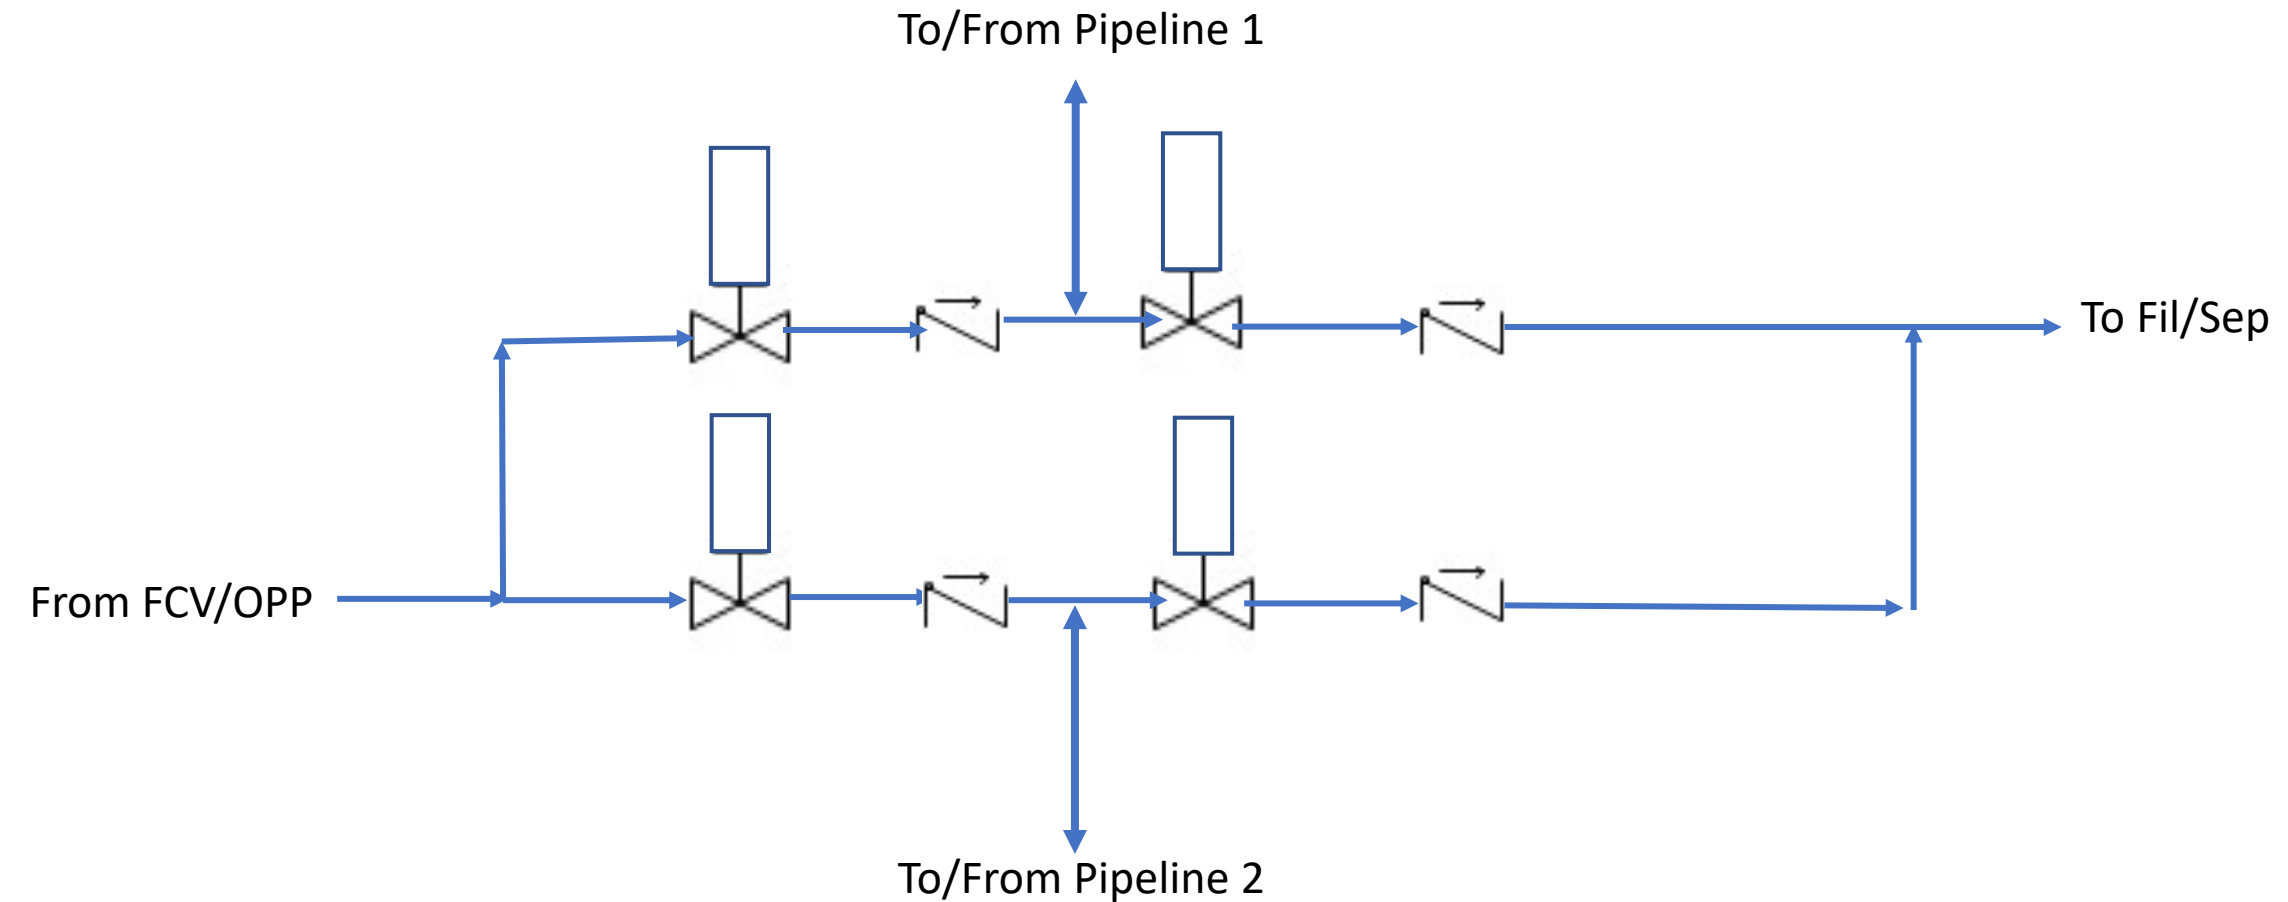 To/From Pipeline 1
To Fil/Sep
From FCV/OPP
To/From Pipeline 2